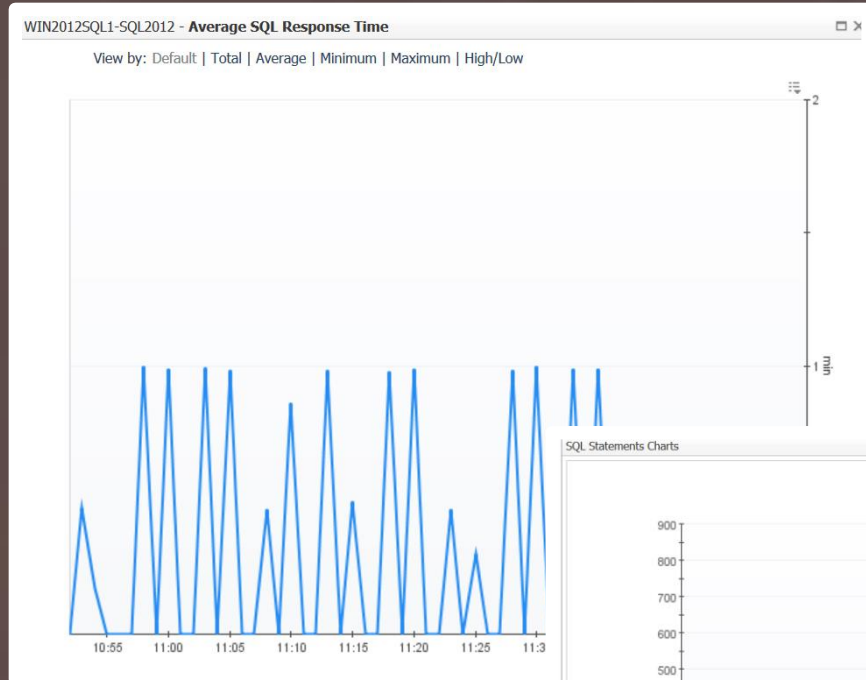 WIN2012SQL1-SQL2012 - Average SQL Response Time
View by: Default | Total | Average | Minimum | Maximum | High/Low
2
1
min.
10:55 11:00 11:05 11:10 11:15 11:20 11:25 11:3
SQL Statements Charts
900
800
700
600
500